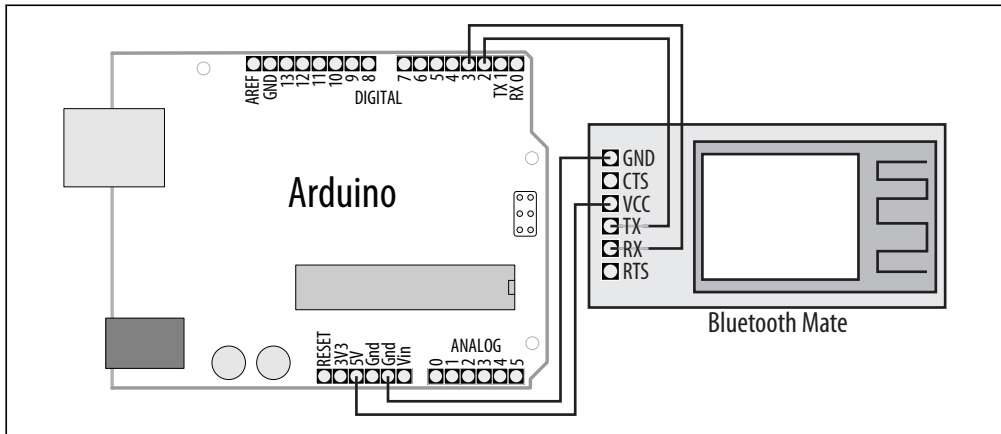 AREF
GND
13
12
11
10
9
8
7
6
5
4
3
2
TX 1
RX 0
DIGITAL
Arduino
GND
CTS
VCC
TX
RX
RTS
Bluetooth Mate
RESET
3V3
5V
Gnd
Gnd
Vin
ANALOG
0
1
2
3
4
5